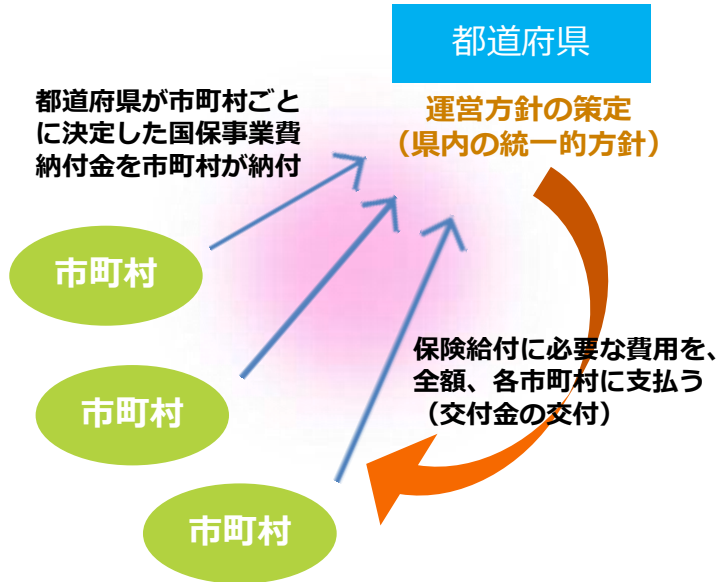 都道府県
運営方針の策定
（県内の統一的方針）
都道府県が市町村ごと
に決定した国保事業費
納付金を市町村が納付
市町村
市町村
市町村
保険給付に必要な費用を、
全額、各市町村に支払う
（交付金の交付）